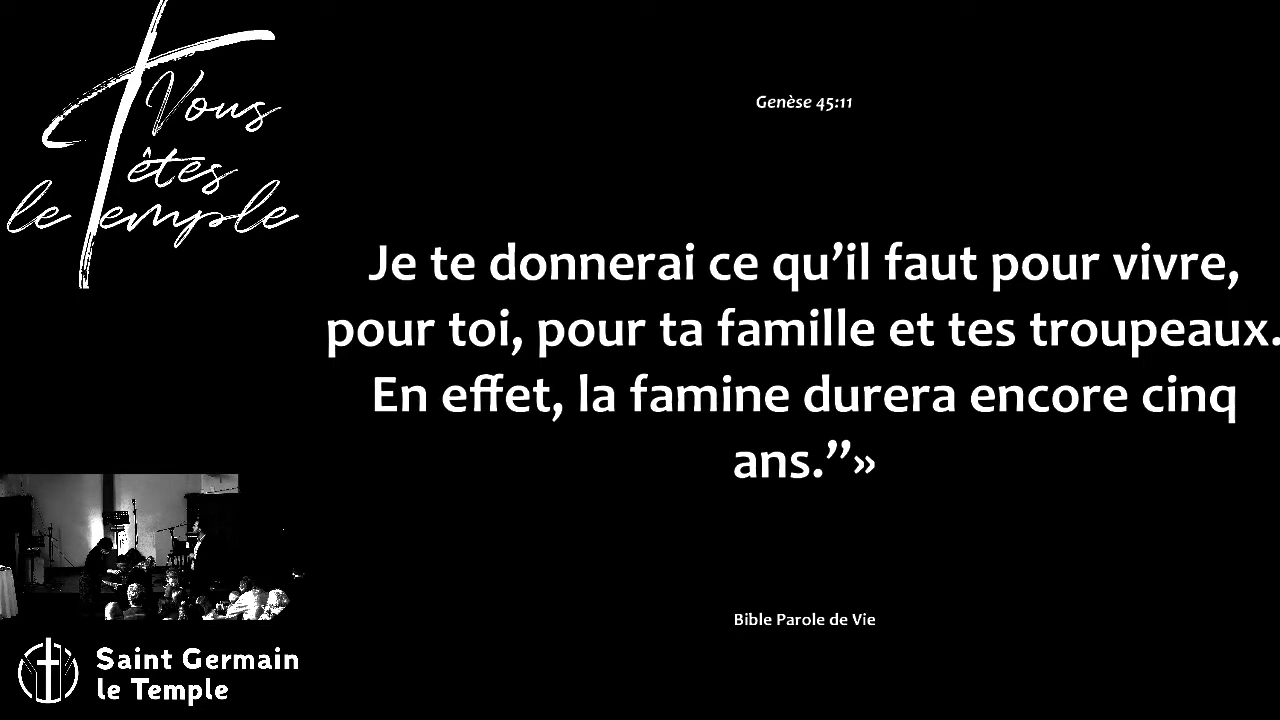 Vous
êtes
le temple
Genèse 45:11
Je te donnerai ce qu’il faut pour vivre,
pour toi, pour ta famille et tes troupeaux.
En effet, la famine durera encore cinq
ans.”»
Bible Parole de Vie
Saint Germain
le Temple